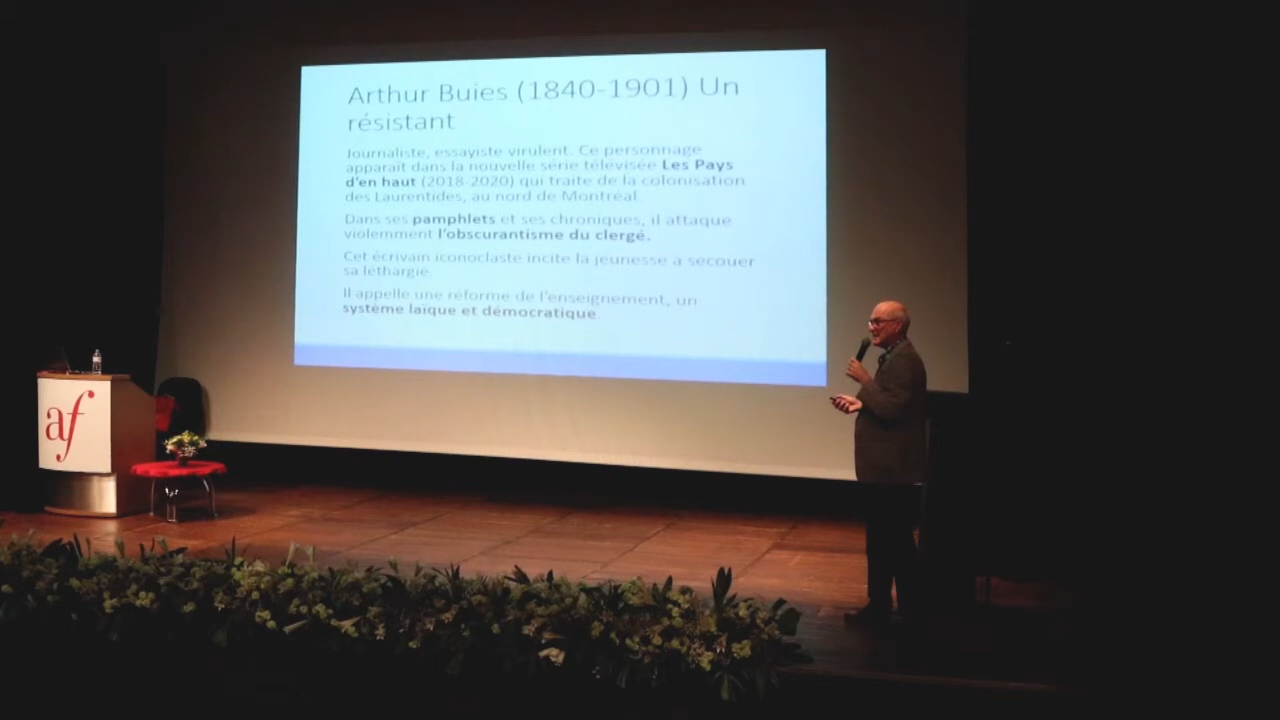 Arthur Buies (1840-1901) Un
résistant
Journaliste, essayiste virulent. Ce personnage
apparait dans la nouvelle série télévisée Les Pays
d'en haut (2018-2020) qui traite de la colonisation
des Laurentides, au nord de Montréal.
Dans ses pamphlets et ses chroniques, il attaque
violemment l'obscurantisme du clergé.
Cet écrivain iconoclaste incite la jeunesse a secouer
sa léthargie.
Il appelle une réforme de l'enseignement, un
système laïque et démocratique.
af